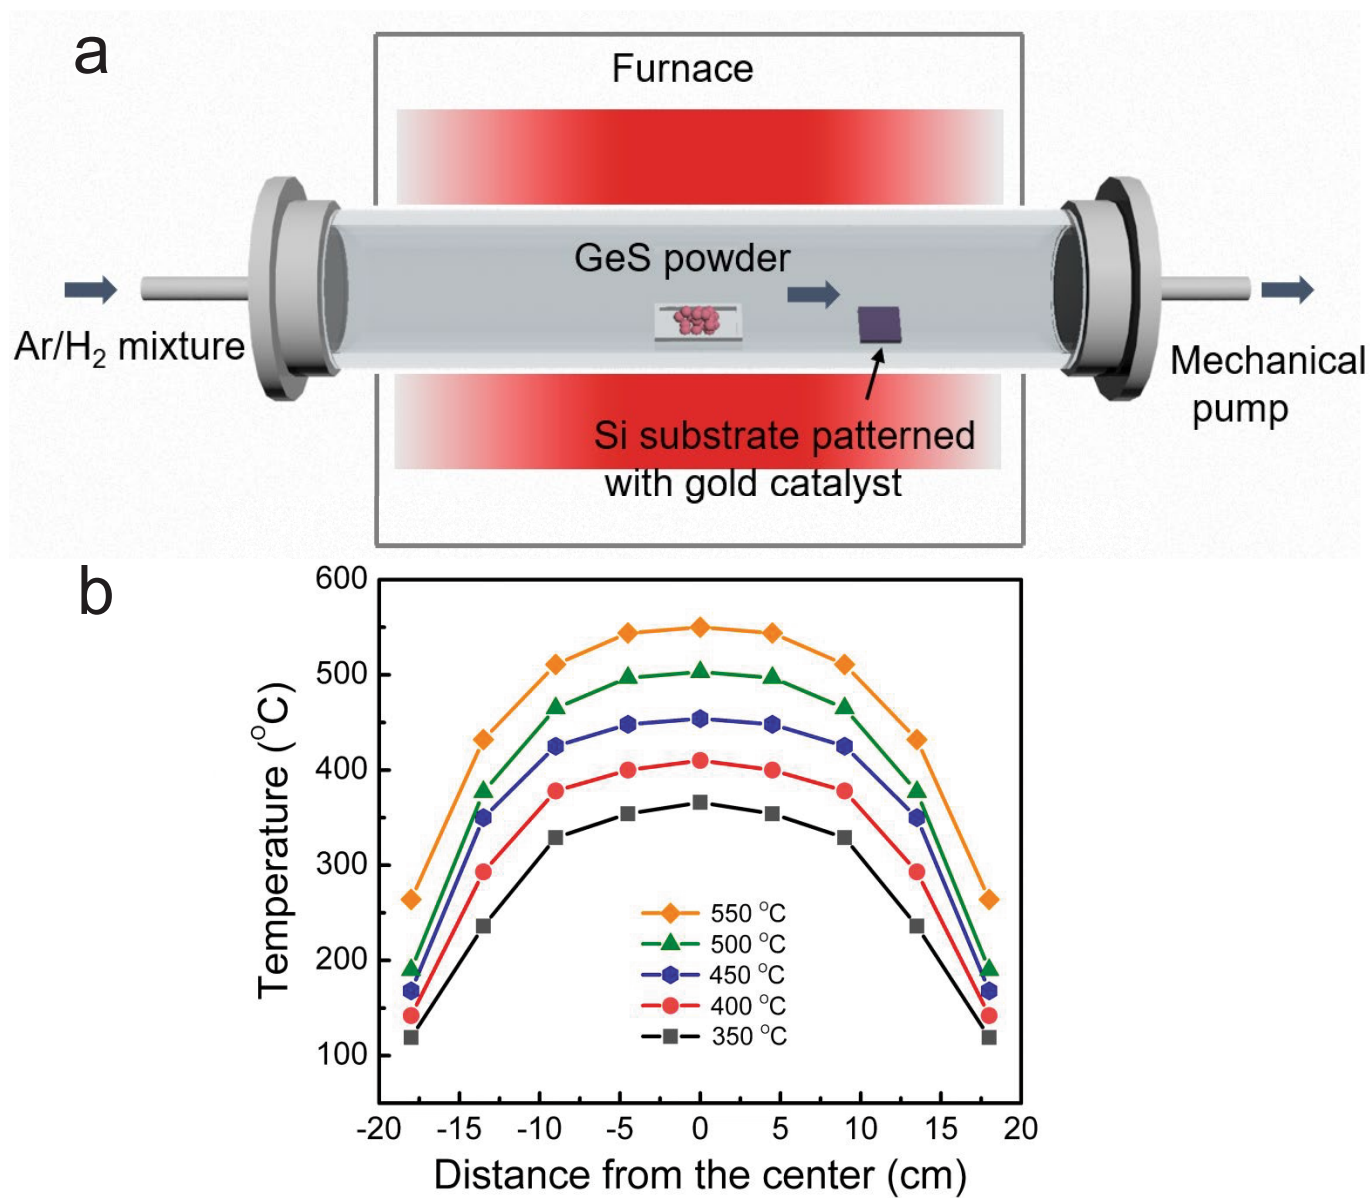 a
Furnace
GeS powder
Ar/H₂ mixture
Mechanical
pump
Si substrate patterned
with gold catalyst
b
600
500
400
300
200
100
Temperature (°C)
550 °C
500 °C
450 °C
400 °C
350 °C
-20 -15 -10 -5 0 5 10 15 20
Distance from the center (cm)